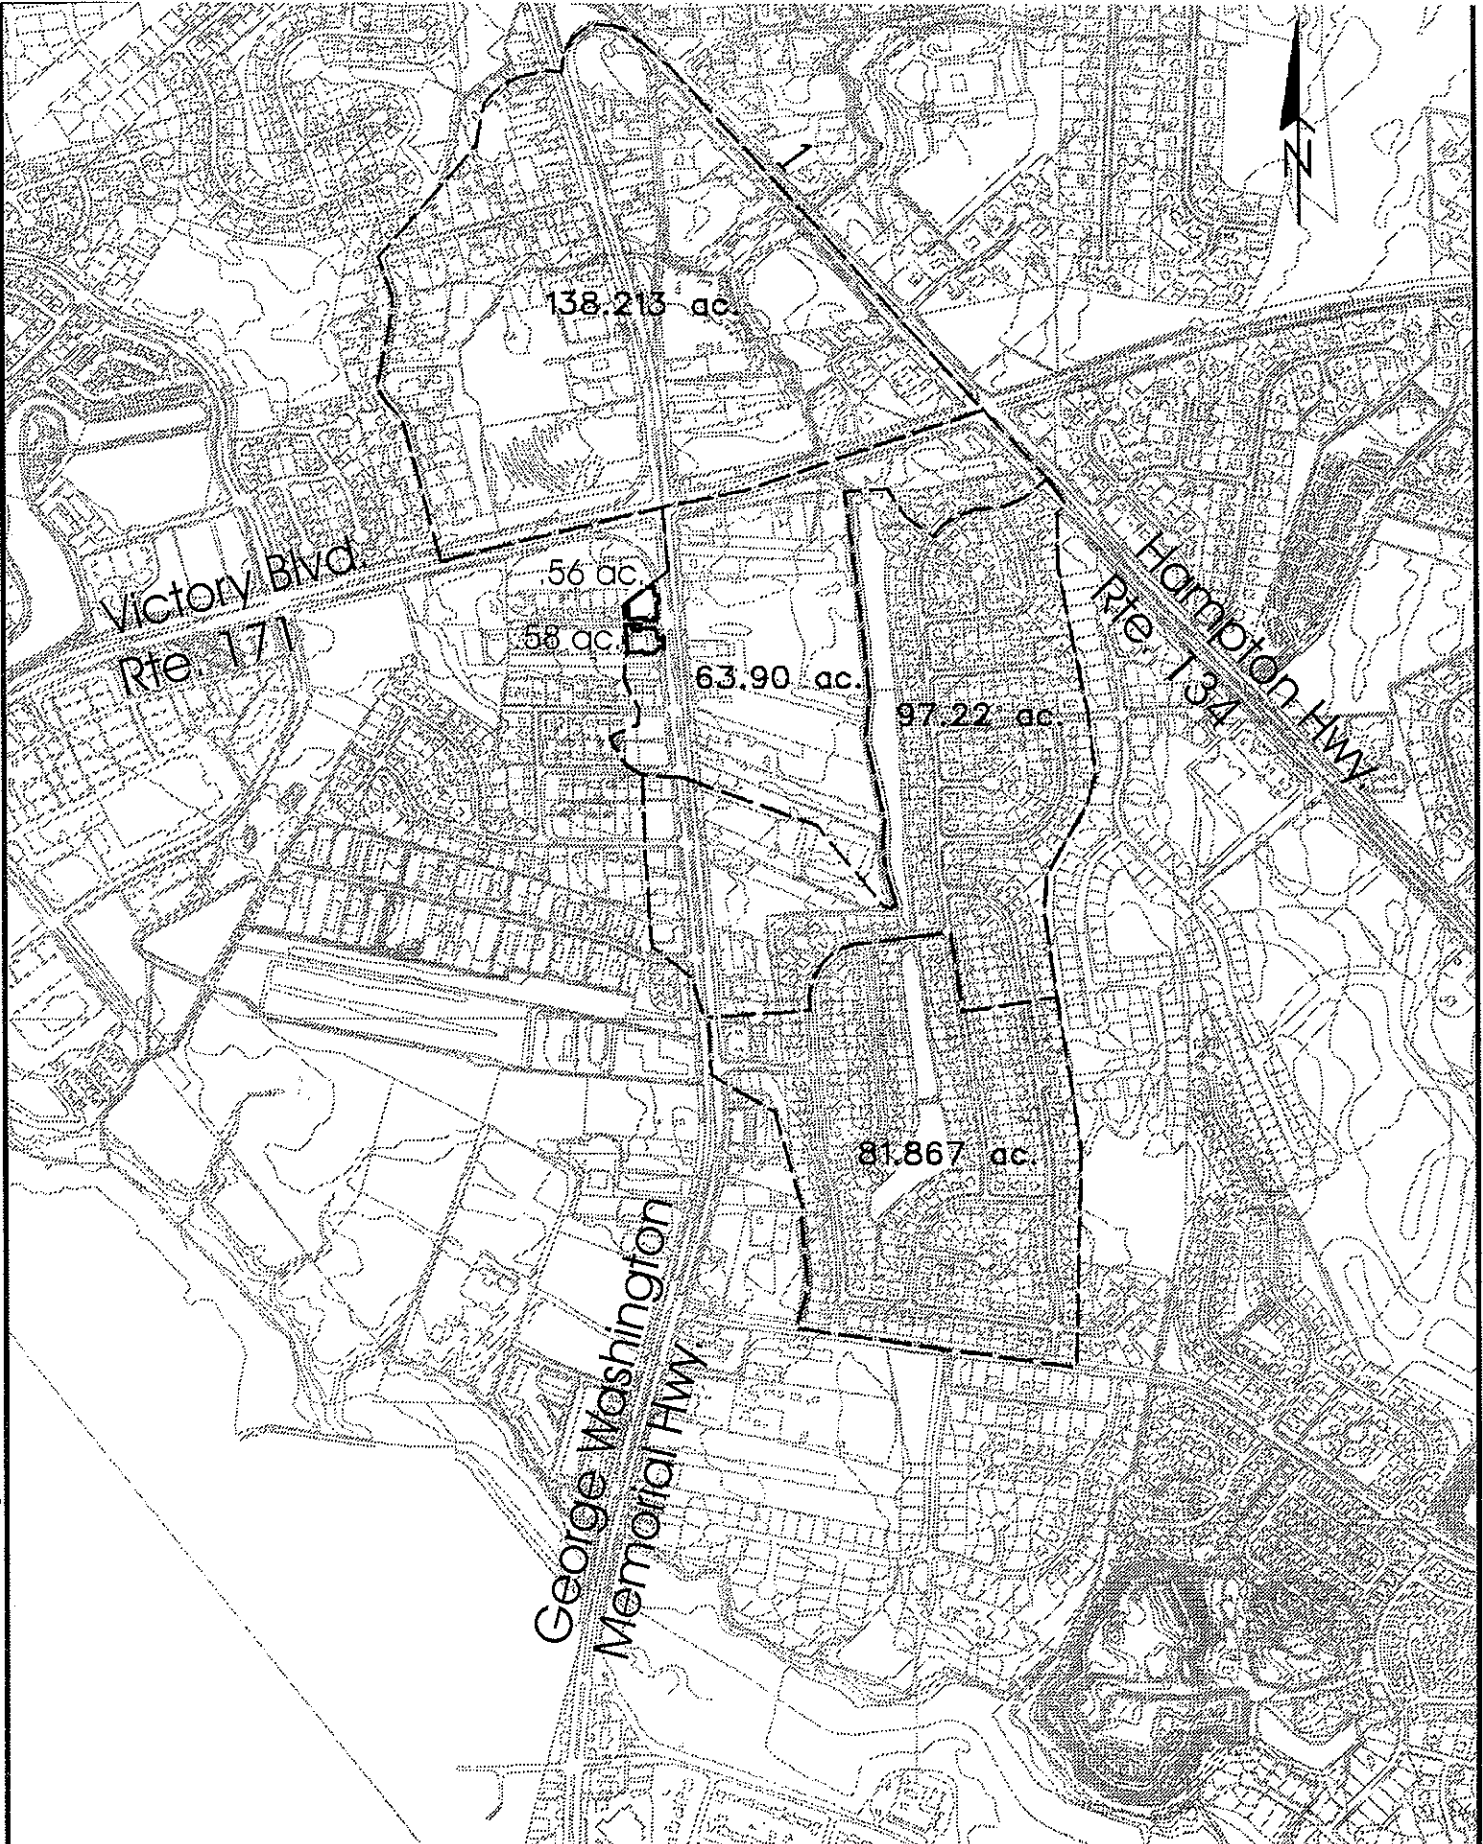 N
138.213 ac.
Victory Blvd.
Rte. 171
.56 ac.
.58 ac.
63.90 ac.
97.22 ac.
Hampton Hwy.
Rte. 134
81.867 ac.
George Washington
Memorial Hwy.